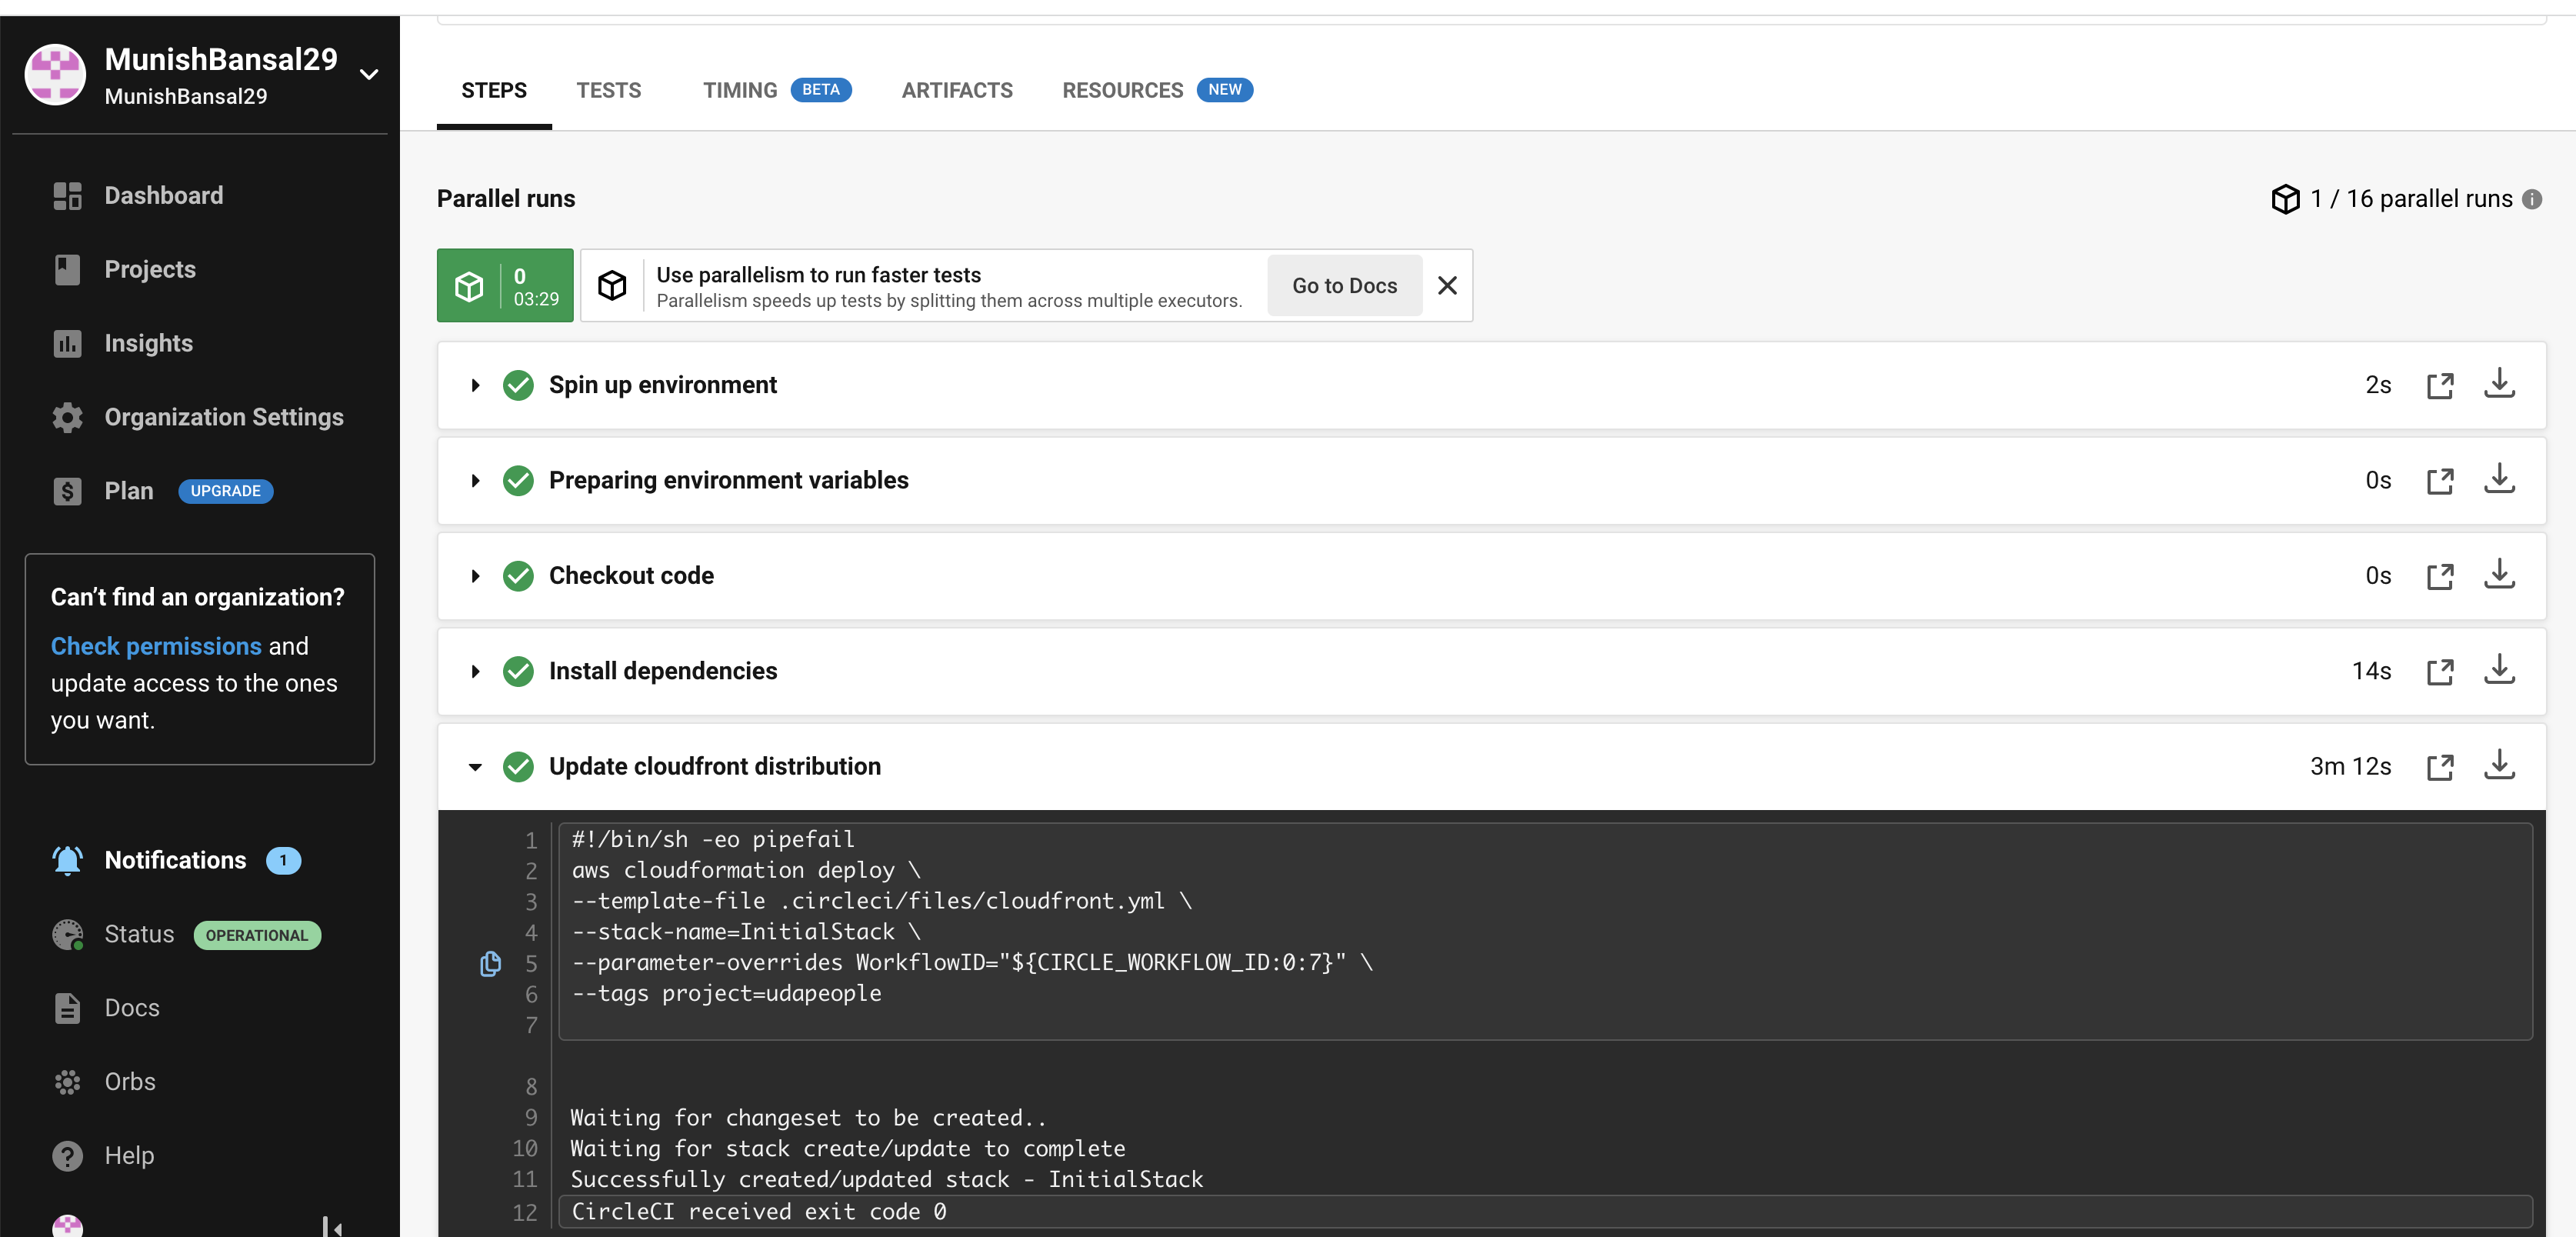 MunishBansal29
MunishBansal29
Dashboard
Projects
Insights
Organization Settings
Plan UPGRADE
Can’t find an organization?
Check permissions and
update access to the ones
you want.
Notifications 1
Status OPERATIONAL
Docs
Orbs
Help
STEPS TESTS TIMING BETA ARTIFACTS RESOURCES NEW
Parallel runs
1 / 16 parallel runs
0
03:29
Use parallelism to run faster tests
Parallelism speeds up tests by splitting them across multiple executors.
Go to Docs
Spin up environment 2s
Preparing environment variables 0s
Checkout code 0s
Install dependencies 14s
Update cloudfront distribution 3m 12s
1 #!/bin/sh -eo pipefail
2 aws cloudformation deploy \
3 --template-file .circleci/files/cloudfront.yml \
4 --stack-name=InitialStack \
5 --parameter-overrides WorkflowID="${CIRCLE_WORKFLOW_ID:0:7}" \
6 --tags project=udapeople
7
8
9 Waiting for changeset to be created..
10 Waiting for stack create/update to complete
11 Successfully created/updated stack - InitialStack
12 CircleCI received exit code 0